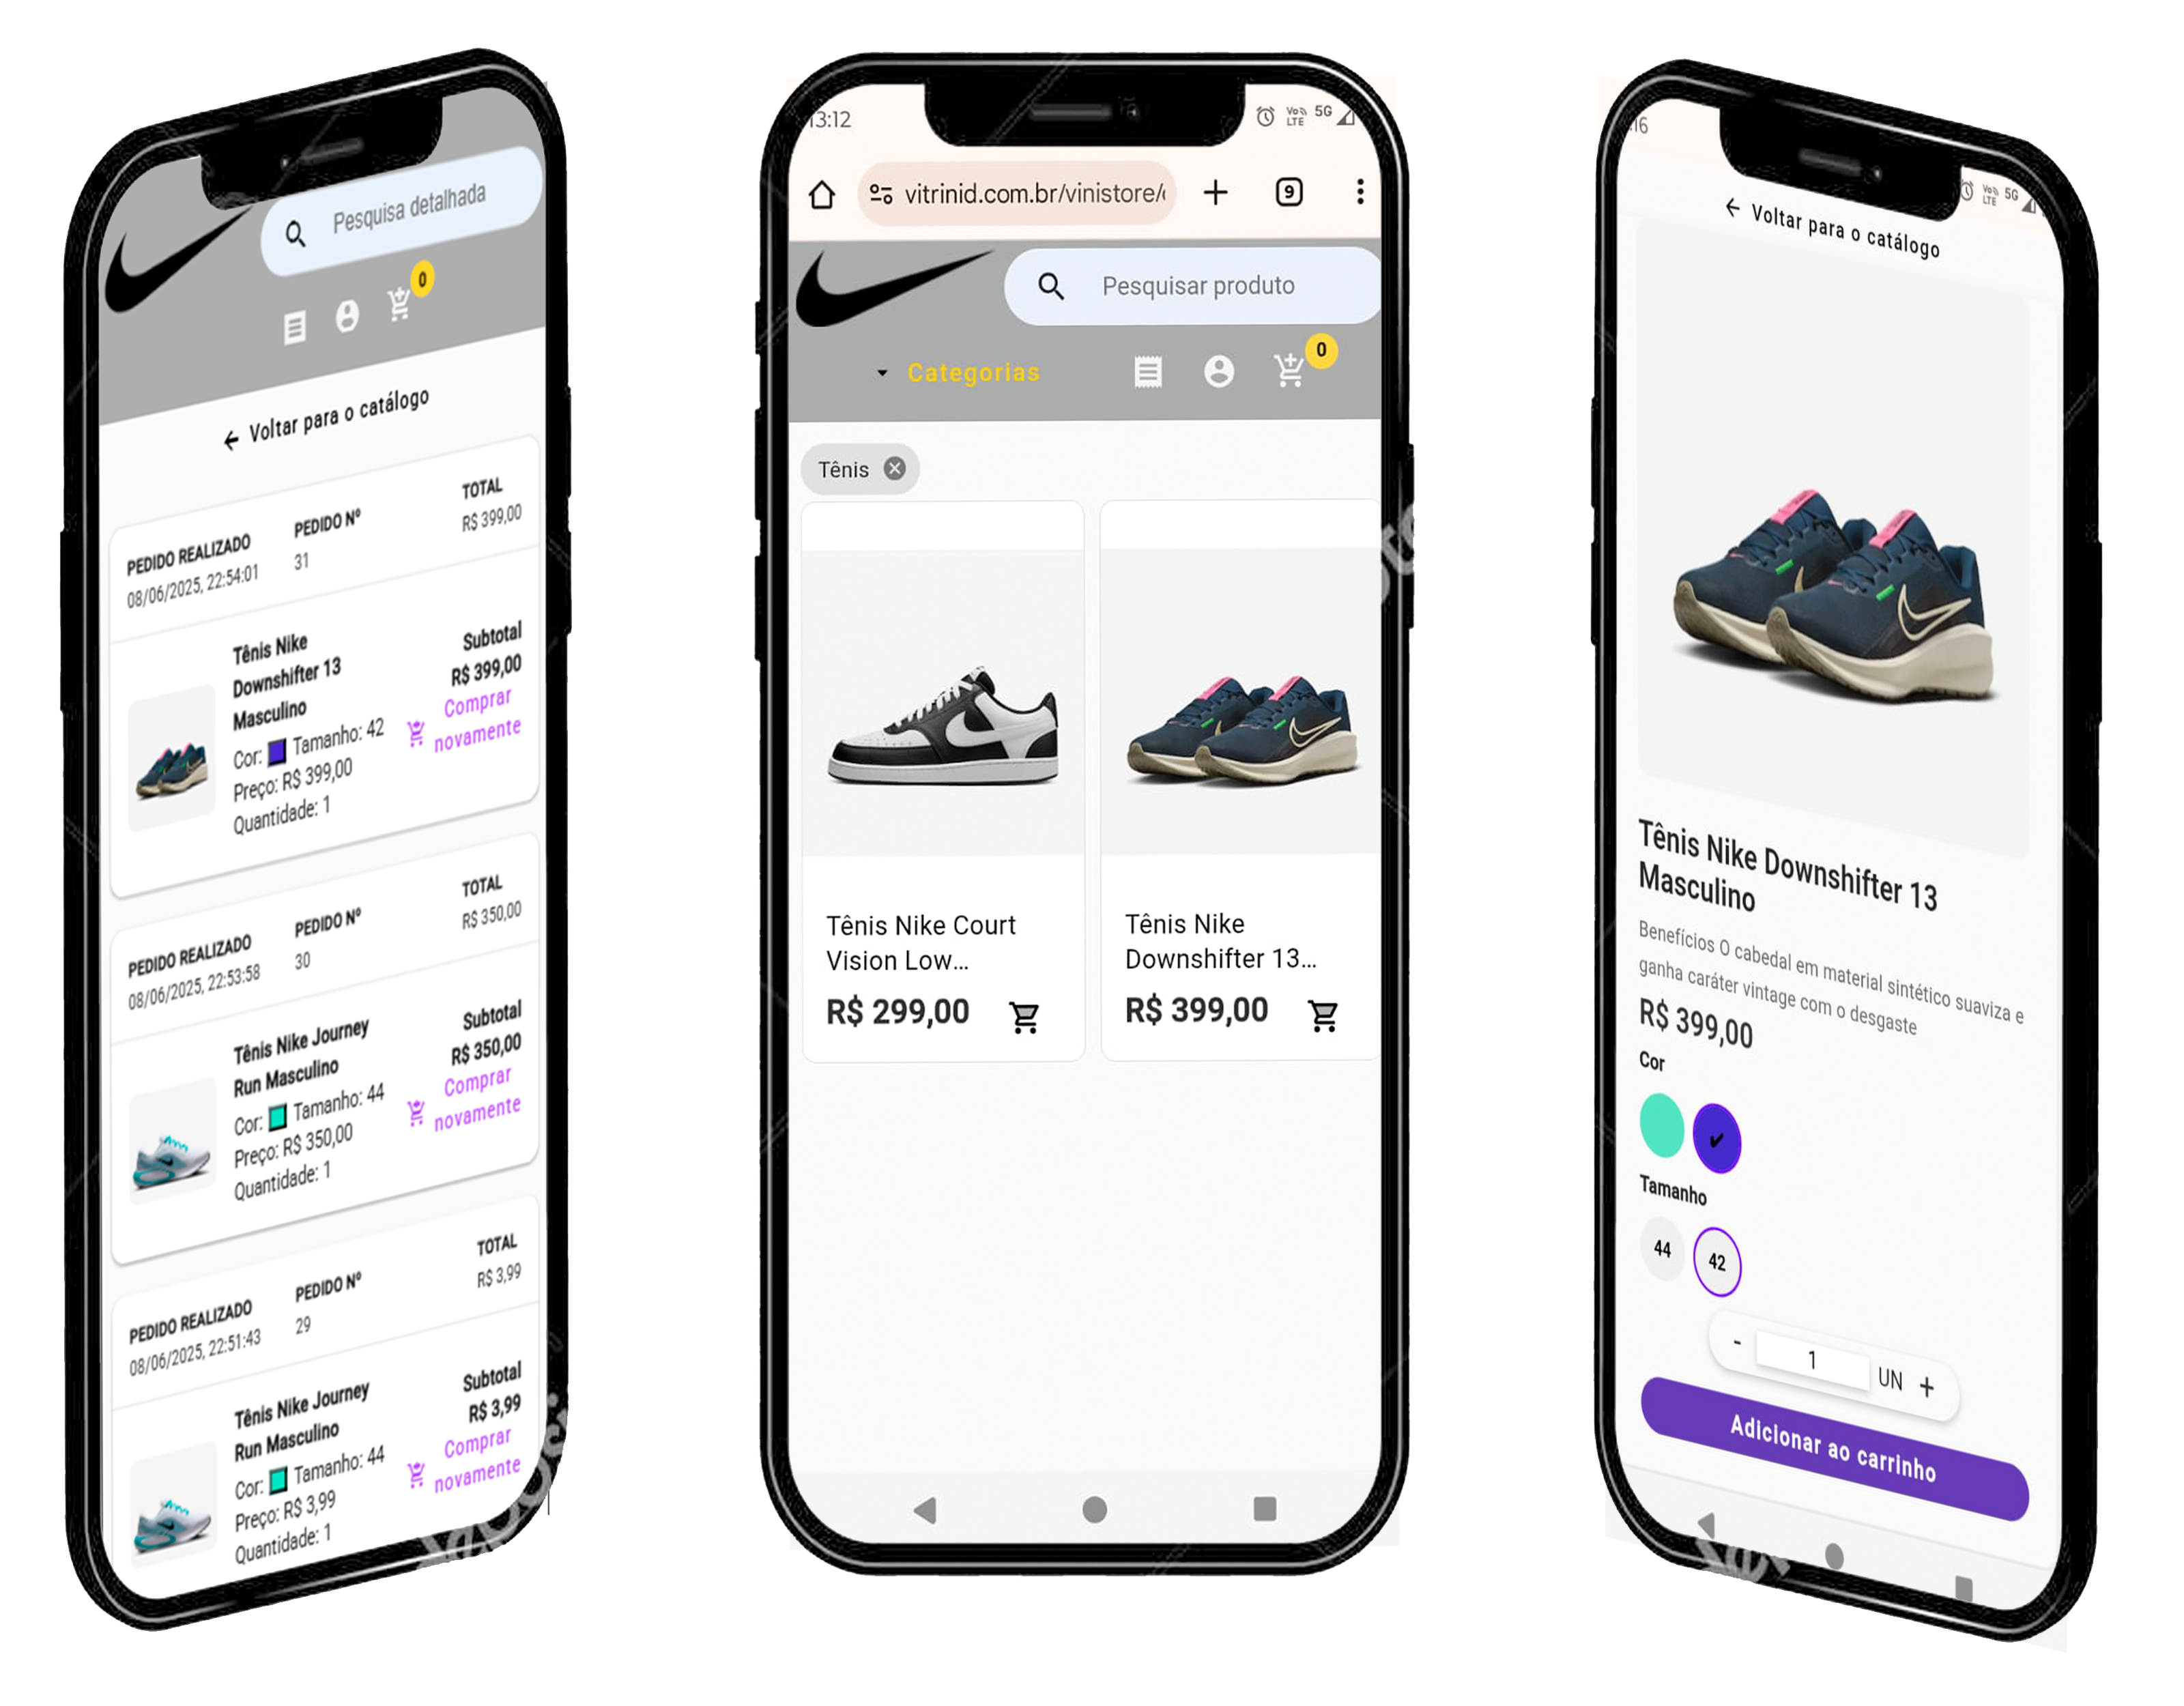 Pesquisa detalhada
0
Voltar para o catálogo
PEDIDO REALIZADO
08/06/2025, 22:54:01
PEDIDO Nº
31
TOTAL
R$ 399,00
Tênis Nike
Downshifter 13
Masculino
Cor: Tamanho: 42
Preço: R$ 399,00
Quantidade: 1
Subtotal
R$ 399,00
Comprar
novamente
PEDIDO REALIZADO
08/06/2025, 22:53:58
PEDIDO Nº
30
TOTAL
R$ 350,00
Tênis Nike Journey
Run Masculino
Cor: Tamanho: 44
Preço: R$ 350,00
Quantidade: 1
Subtotal
R$ 350,00
Comprar
novamente
PEDIDO REALIZADO
08/06/2025, 22:51:43
PEDIDO Nº
29
TOTAL
R$ 3,99
Tênis Nike Journey
Run Masculino
Cor: Tamanho: 44
Preço: R$ 3,99
Quantidade: 1
Subtotal
R$ 3,99
Comprar
novamente
13:12
Vo LTE 5G
vitrinid.com.br/vinistore/
9
Pesquisar produto
Categorias
0
Tênis
Tênis Nike Court
Vision Low...
R$ 299,00
Tênis Nike
Downshifter 13...
R$ 399,00
16
Vo LTE 5G
Voltar para o catálogo
Tênis Nike Downshifter 13
Masculino
Benefícios O cabedal em material sintético suaviza e
ganha caráter vintage com o desgaste
R$ 399,00
Cor
Tamanho
44
42
- 1 UN +
Adicionar ao carrinho